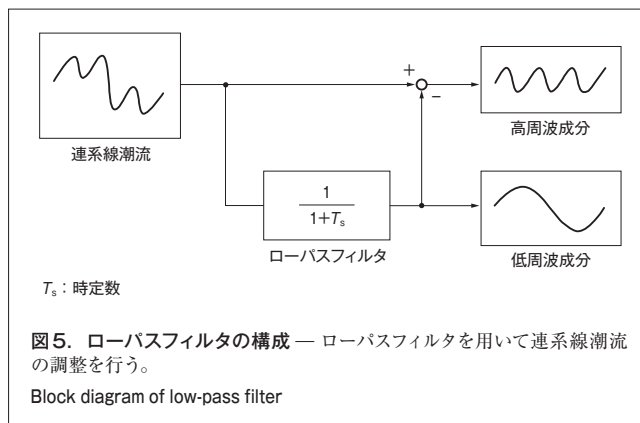 連系線潮流
+
−
高周波成分
1
1+Ts
ローパスフィルタ
低周波成分
Ts：時定数
図5．ローパスフィルタの構成 — ローパスフィルタを用いて連系線潮流
の調整を行う。
Block diagram of low-pass filter